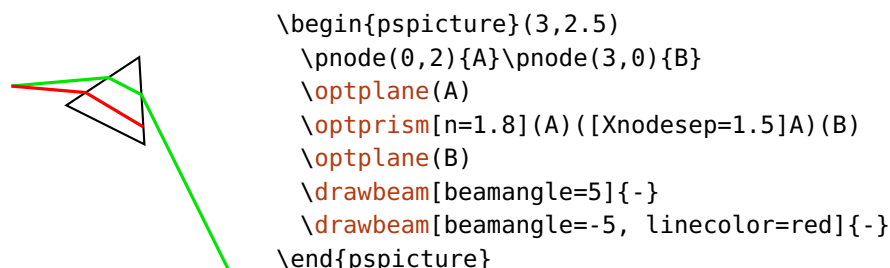 \begin{pspicture}(3,2.5)
\pnode(0,2){A}\pnode(3,0){B}
\optplane(A)
\optprism[n=1.8](A)([Xnodesep=1.5]A)(B)
\optplane(B)
\drawbeam[beamangle=5]{-}
\drawbeam[beamangle=-5, linecolor=red]{-}
\end{pspicture}